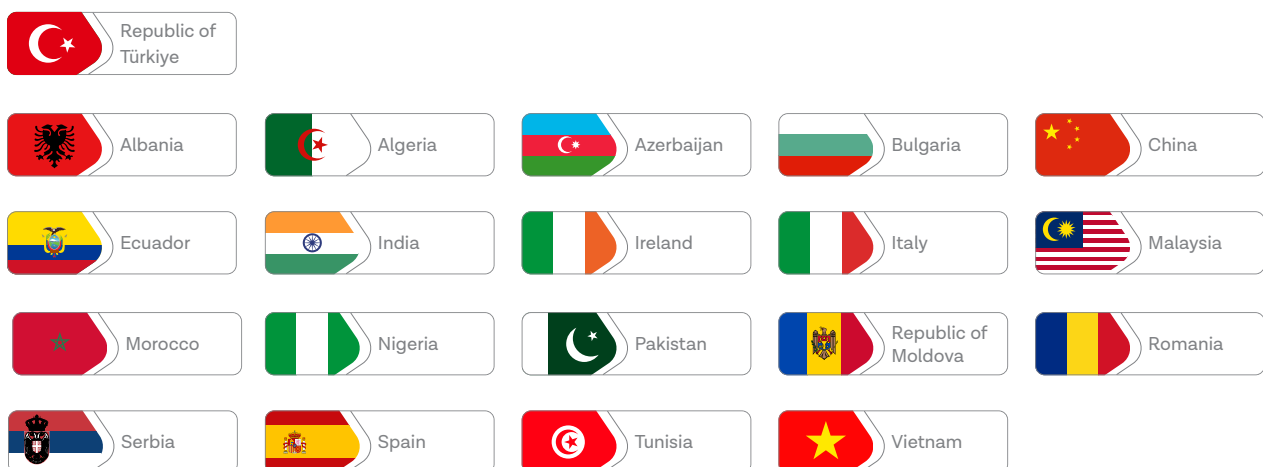 Republic of
Türkiye
Albania
Algeria
Azerbaijan
Bulgaria
China
Ecuador
India
Ireland
Italy
Malaysia
Morocco
Nigeria
Pakistan
Republic of
Moldova
Romania
Serbia
Spain
Tunisia
Vietnam